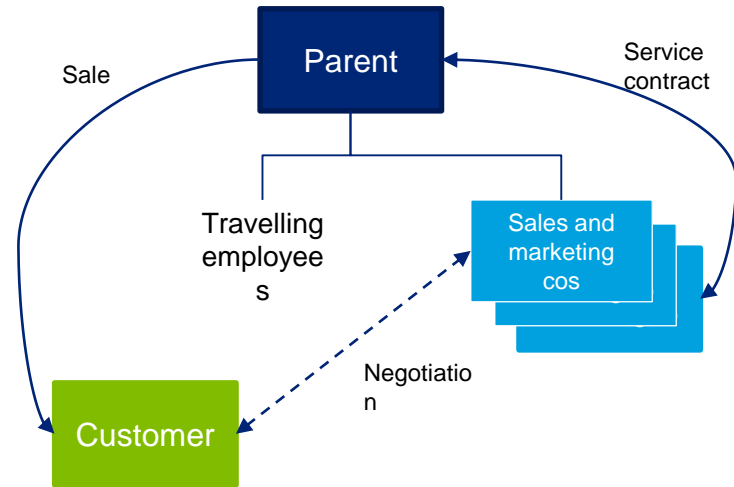 Parent
Sale
Service
contract
Travelling
employee
s
Sales and
marketing
cos
Negotiatio
n
Customer